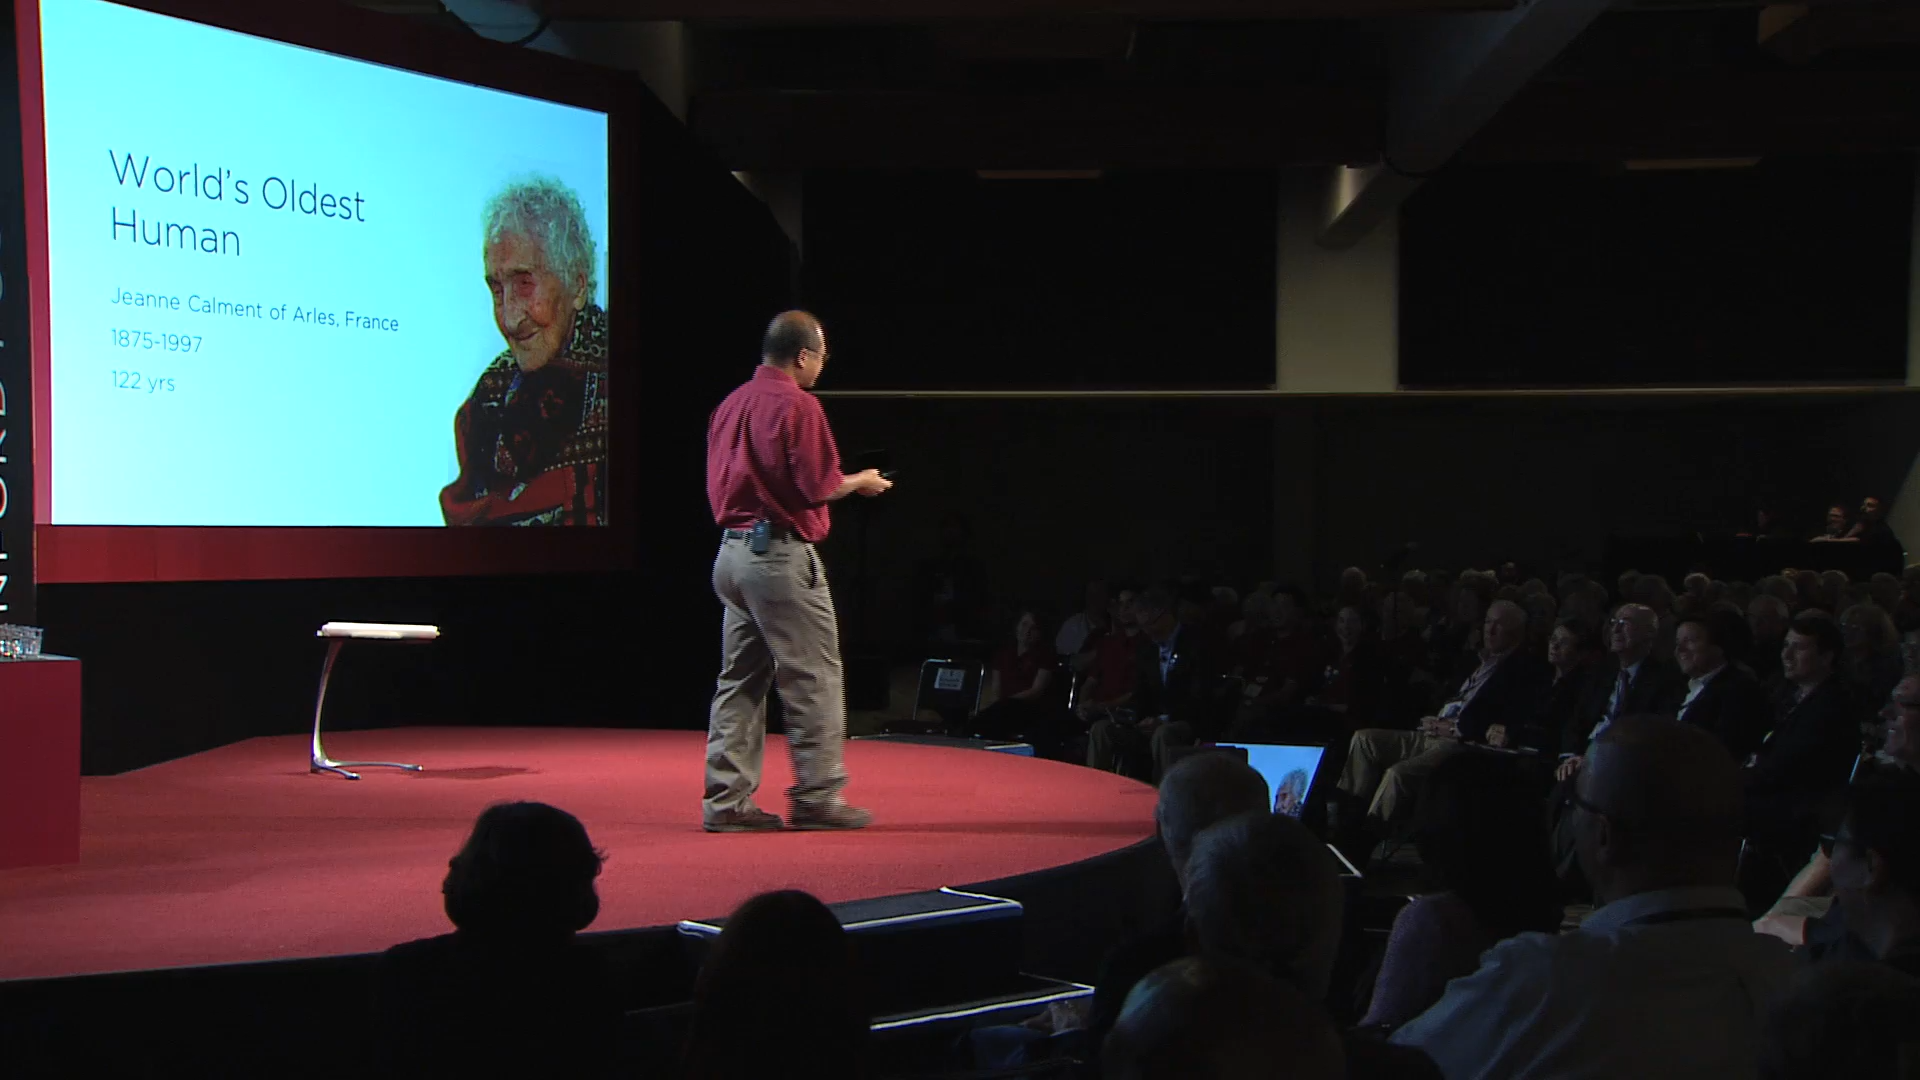 World's Oldest
Human
Jeanne Calment of Arles, France
1875-1997
122 yrs